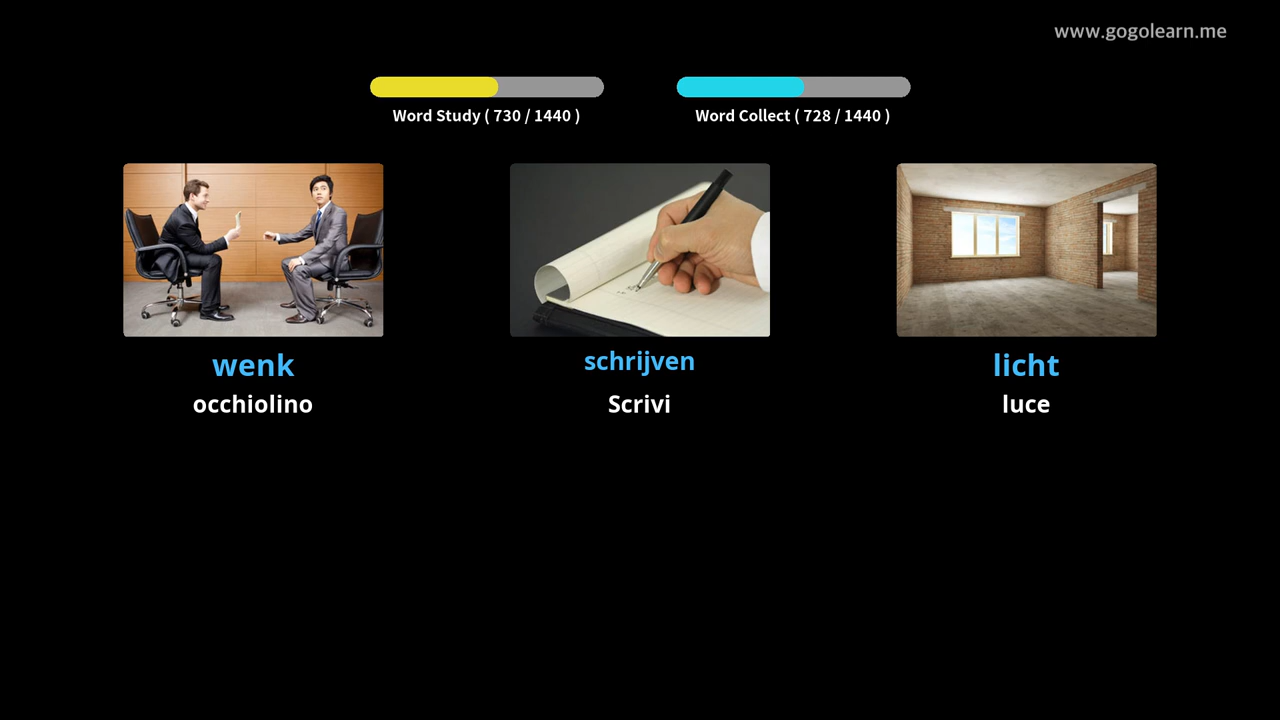 www.gogolearn.me
Word Study ( 730 / 1440 )
Word Collect ( 728 / 1440 )
wenk
occhiolino
schrijven
Scrivi
licht
luce